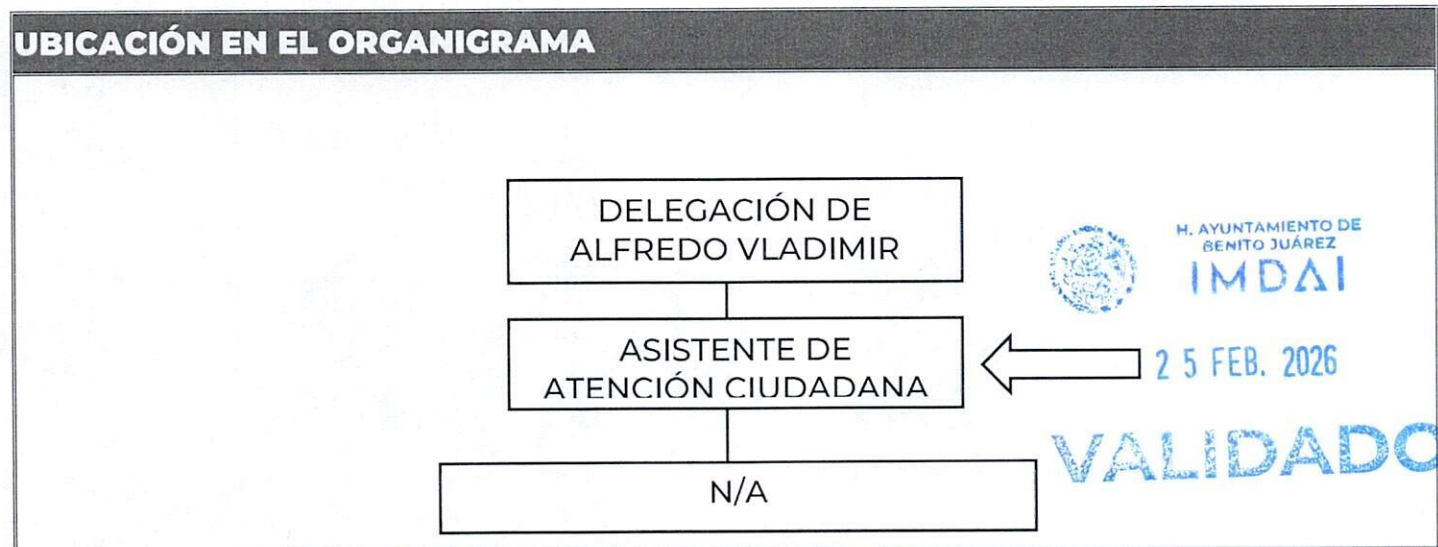 UBICACIÓN EN EL ORGANIGRAMA
DELEGACIÓN DE
ALFREDO VLADIMIR
H. AYUNTAMIENTO DE
BENITO JUÁREZ
IMDAI
ASISTENTE DE
ATENCIÓN CIUDADANA
25 FEB. 2026
VALIDADO
N/A